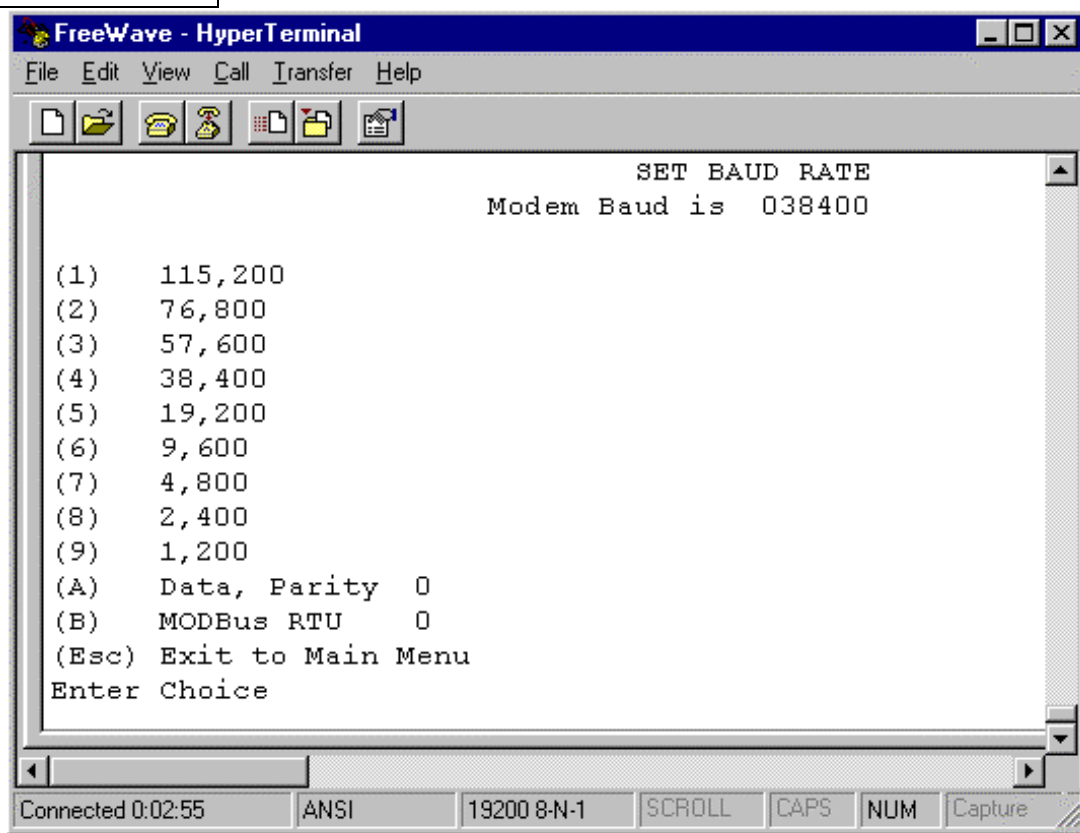 FreeWave - HyperTerminal
File Edit View Call Transfer Help
SET BAUD RATE
Modem Baud is 038400
(1) 115,200
(2) 76,800
(3) 57,600
(4) 38,400
(5) 19,200
(6) 9,600
(7) 4,800
(8) 2,400
(9) 1,200
(A) Data, Parity 0
(B) MODBus RTU 0
(Esc) Exit to Main Menu
Enter Choice
Connected 0:02:55 ANSI 19200 8-N-1 SCROLL CAPS NUM Capture